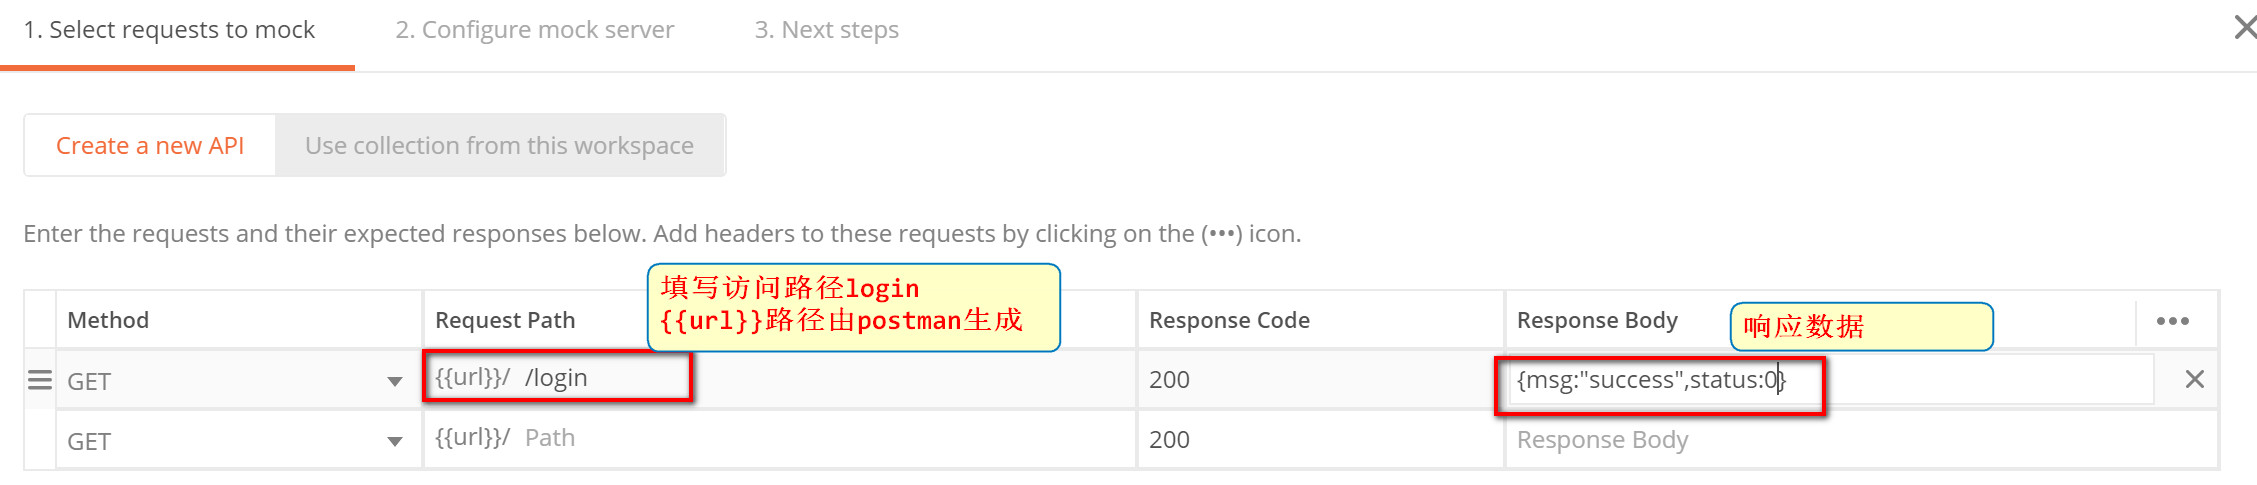 1. Select requests to mock
2. Configure mock server
3. Next steps
Create a new API
Use collection from this workspace
Enter the requests and their expected responses below. Add headers to these requests by clicking on the (•••) icon.
填写访问路径login
{{url}}路径由postman生成
Method
Request Path
Response Code
Response Body
响应数据
GET
{{url}}/ /login
200
{msg:"success",status:0}
GET
{{url}}/ Path
200
Response Body